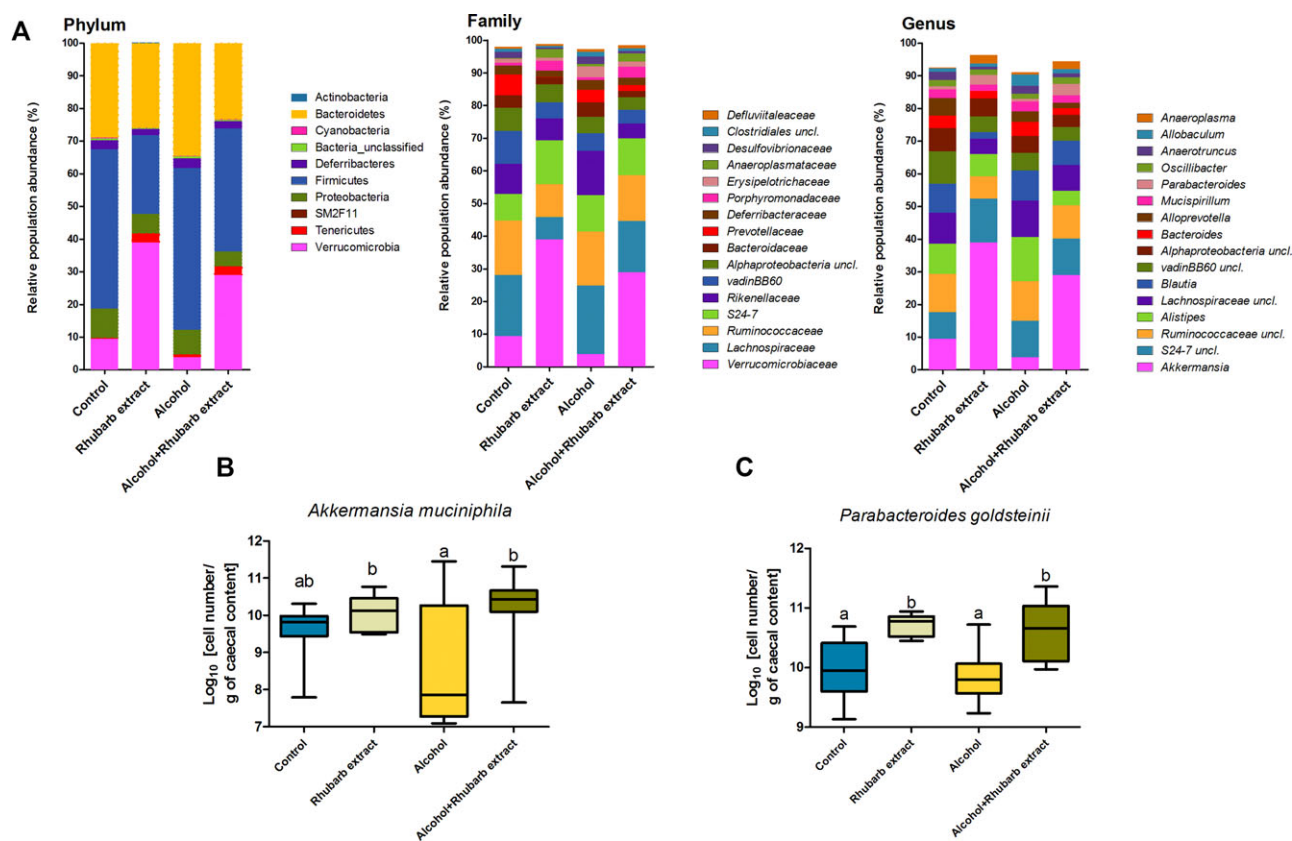 A
Phylum
Relative population abundance (%)
100
90
80
70
60
50
40
30
20
10
0
Control
Rhubarb extract
Alcohol
Alcohol+Rhubarb extract
Actinobacteria
Bacteroidetes
Cyanobacteria
Bacteria_unclassified
Deferribacteres
Firmicutes
Proteobacteria
SM2F11
Tenericutes
Verrucomicrobia
Family
Relative population abundance (%)
100
90
80
70
60
50
40
30
20
10
0
Control
Rhubarb extract
Alcohol
Alcohol+Rhubarb extract
Defluviitaleaceae
Clostridiales uncl.
Desulfovibrionaceae
Anaeroplasmataceae
Erysipelotrichaceae
Porphyromonadaceae
Deferribacteraceae
Prevotellaceae
Bacteroidaceae
Alphaproteobacteria uncl.
vadinBB60
Rikenellaceae
S24-7
Ruminococcaceae
Lachnospiraceae
Verrucomicrobiaceae
Genus
Relative population abundance (%)
100
90
80
70
60
50
40
30
20
10
0
Control
Rhubarb extract
Alcohol
Alcohol+Rhubarb extract
Anaeroplasma
Allobaculum
Anaerotruncus
Oscillibacter
Parabacteroides
Mucispirillum
Alloprevotella
Bacteroides
Alphaproteobacteria uncl.
vadinBB60 uncl.
Blautia
Lachnospiraceae uncl.
Alistipes
Ruminococcaceae uncl.
S24-7 uncl.
Akkermansia
B
Akkermansia muciniphila
Log10 [cell number/
g of caecal content]
12
11
10
9
8
7
ab
b
a
b
Control
Rhubarb extract
Alcohol
Alcohol+Rhubarb extract
C
Parabacteroides goldsteinii
Log10 [cell number/
g of caecal content]
12
11
10
9
a
b
a
b
Control
Rhubarb extract
Alcohol
Alcohol+Rhubarb extract